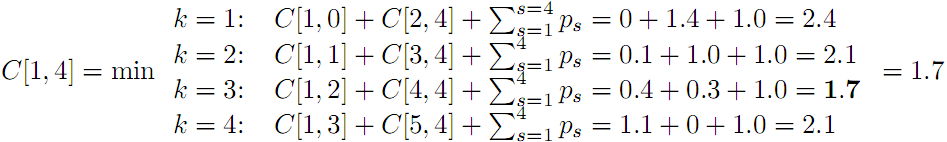 k = 1: C[1, 0] + C[2, 4] + ∑_{s=1}^{s=4} p_s = 0 + 1.4 + 1.0 = 2.4
k = 2: C[1, 1] + C[3, 4] + ∑_{s=1}^{4} p_s = 0.1 + 1.0 + 1.0 = 2.1
C[1, 4] = min k = 3: C[1, 2] + C[4, 4] + ∑_{s=1}^{4} p_s = 0.4 + 0.3 + 1.0 = 1.7 = 1.7
k = 4: C[1, 3] + C[5, 4] + ∑_{s=1}^{4} p_s = 1.1 + 0 + 1.0 = 2.1